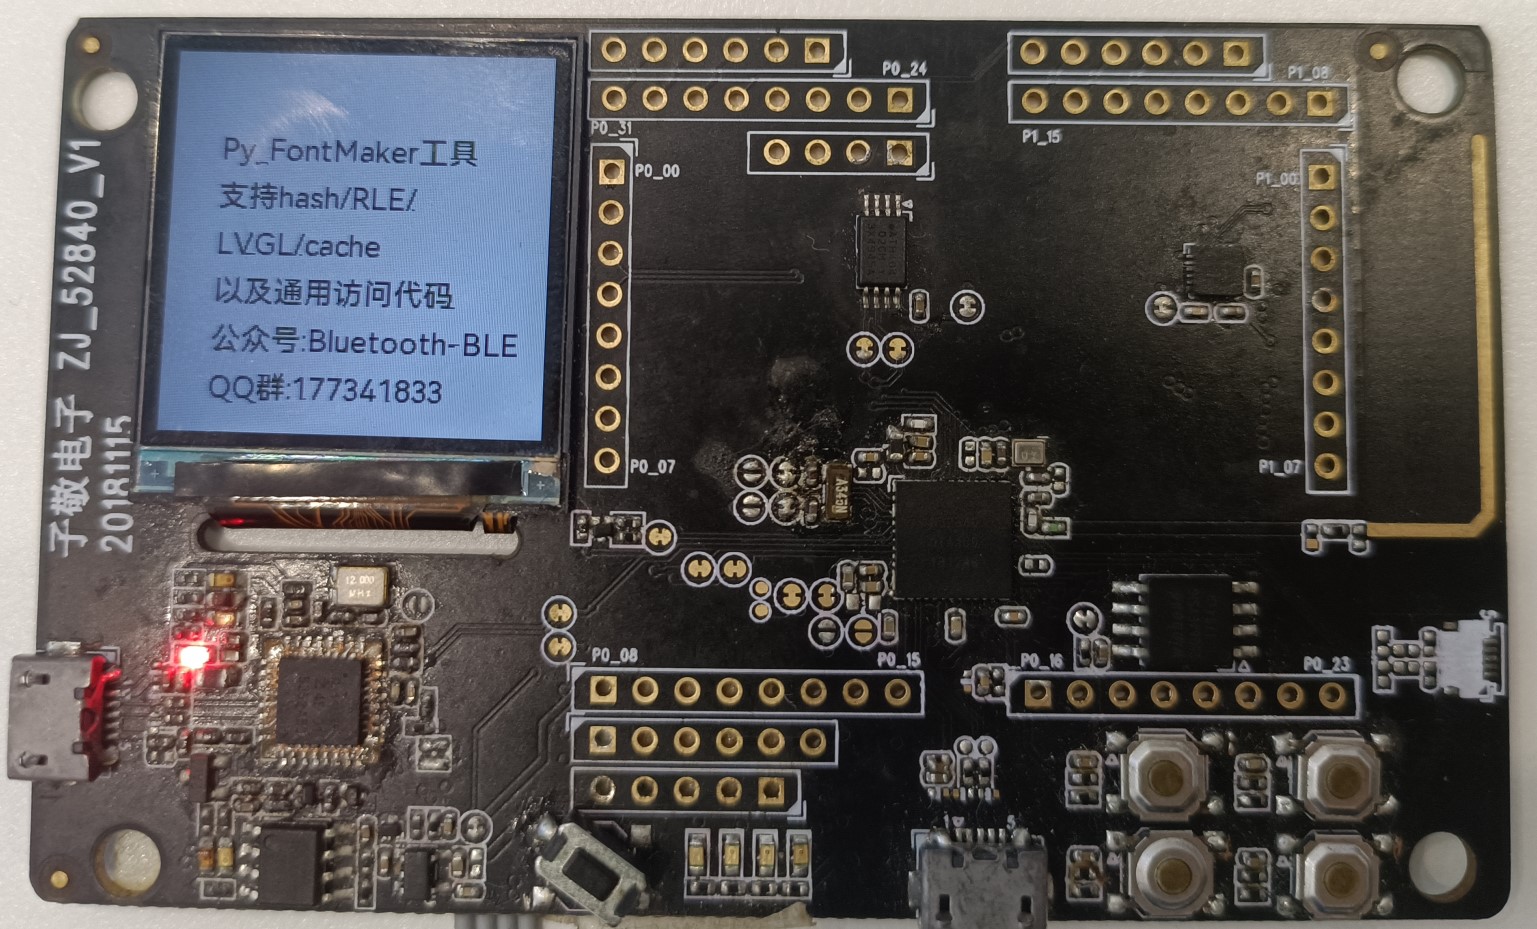 Py_FontMaker工具
支持hash/RLE/
LVGL/cache
以及通用访问代码
公众号:Bluetooth-BLE
QQ群:177341833
子敬电子 ZJ_52840_V1
20181115
P0_24
P0_31
P0_00
P0_07
P1_08
P1_15
P1_00
P1_07
12.000
MHz
P0_08
P0_15
P0_16
P0_23